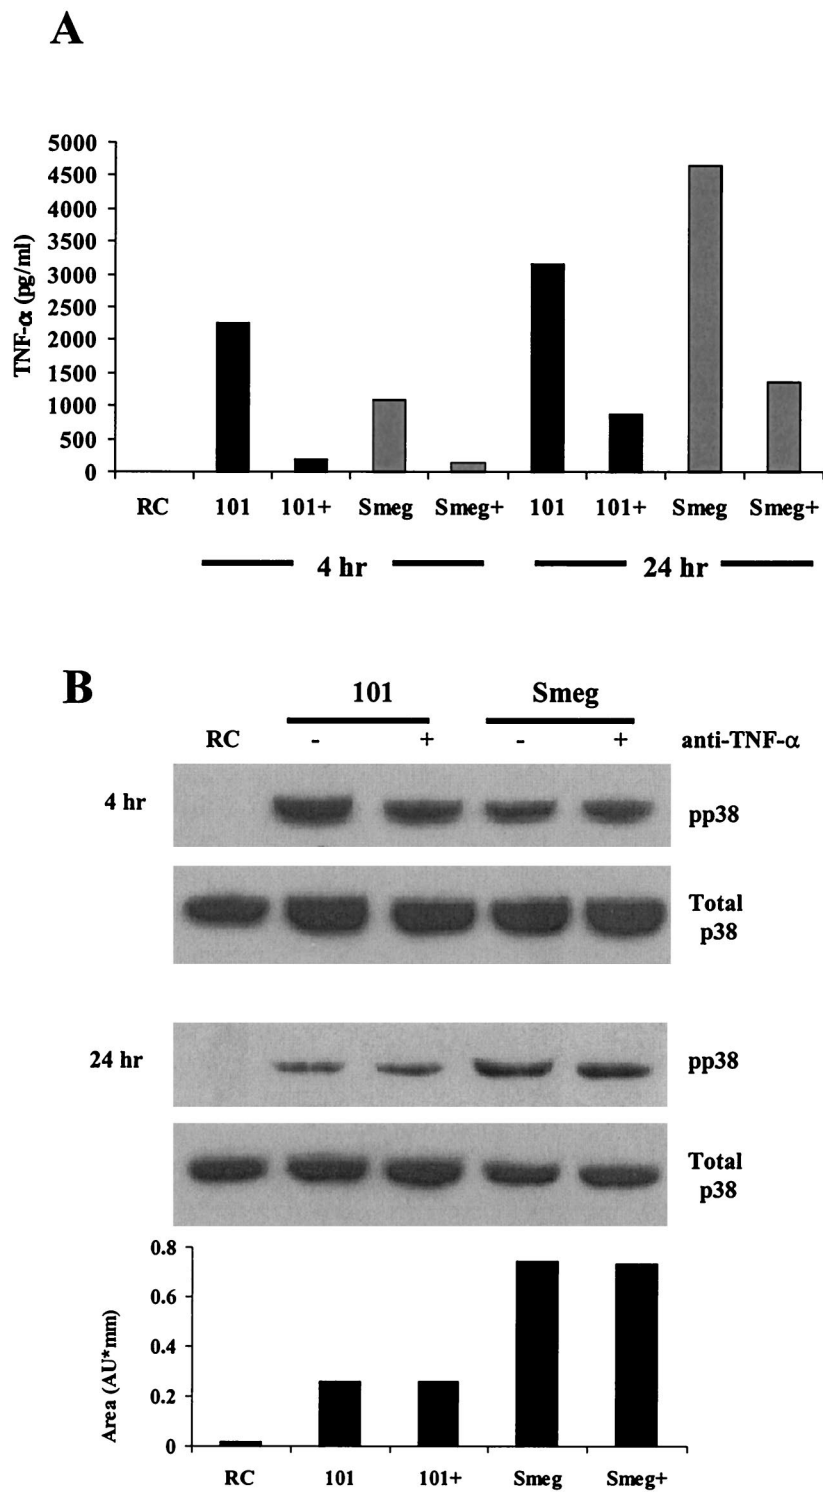 A
5000
4500
4000
3500
3000
2500
2000
1500
1000
500
0
TNF-α (pg/ml)
RC 101 101+ Smeg Smeg+ 101 101+ Smeg Smeg+
4 hr 24 hr
B
101 Smeg
RC - + - + anti-TNF-α
4 hr pp38
Total
p38
24 hr pp38
Total
p38
0.8
0.6
0.4
0.2
0
Area (AU*mm)
RC 101 101+ Smeg Smeg+